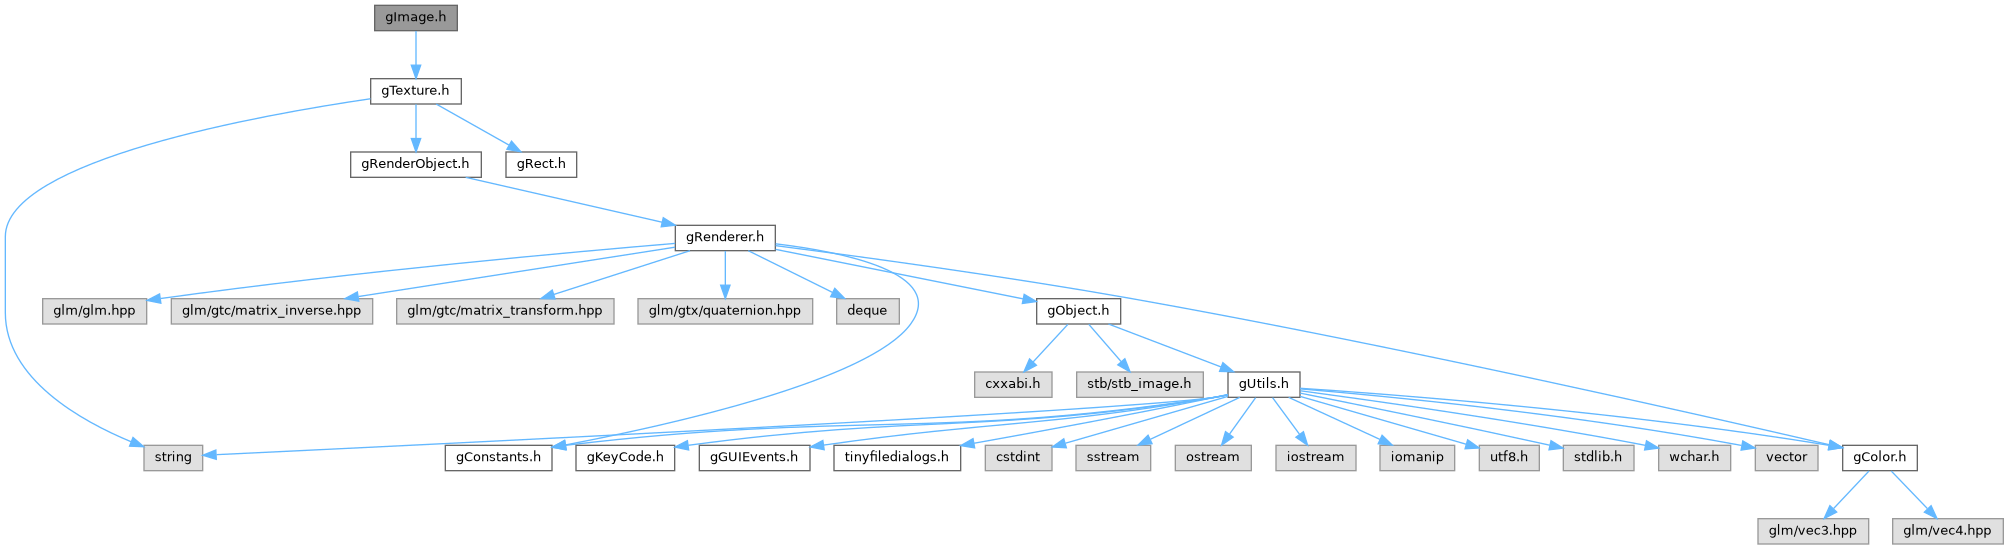 gImage.h
gTexture.h
gRenderObject.h
gRect.h
gRenderer.h
glm/glm.hpp
glm/gtc/matrix_inverse.hpp
glm/gtc/matrix_transform.hpp
glm/gtx/quaternion.hpp
deque
gObject.h
cxxabi.h
stb/stb_image.h
gUtils.h
string
gConstants.h
gKeyCode.h
gGUIEvents.h
tinyfiledialogs.h
cstdint
sstream
ostream
iostream
iomanip
utf8.h
stdlib.h
wchar.h
vector
gColor.h
glm/vec3.hpp
glm/vec4.hpp